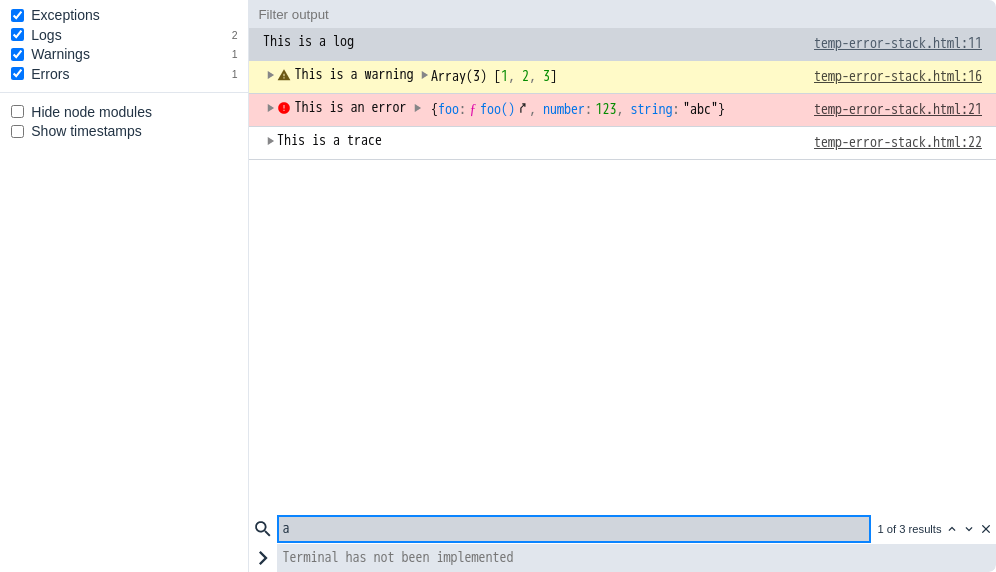 Exceptions
Logs 2
Warnings 1
Errors 1
Hide node modules
Show timestamps
Filter output
This is a log temp-error-stack.html:11
This is a warning Array(3) [1, 2, 3] temp-error-stack.html:16
This is an error {foo: ƒ foo(), number: 123, string: "abc"} temp-error-stack.html:21
This is a trace temp-error-stack.html:22
a 1 of 3 results
Terminal has not been implemented